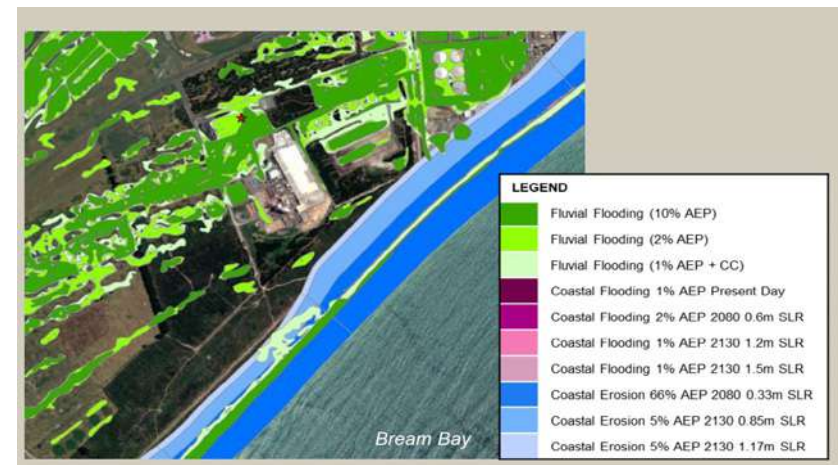 LEGEND
Fluvial Flooding (10% AEP)
Fluvial Flooding (2% AEP)
Fluvial Flooding (1% AEP + CC)
Coastal Flooding 1% AEP Present Day
Coastal Flooding 2% AEP 2080 0.6m SLR
Coastal Flooding 1% AEP 2130 1.2m SLR
Coastal Flooding 1% AEP 2130 1.5m SLR
Coastal Erosion 66% AEP 2080 0.33m SLR
Coastal Erosion 5% AEP 2130 0.85m SLR
Coastal Erosion 5% AEP 2130 1.17m SLR
Bream Bay